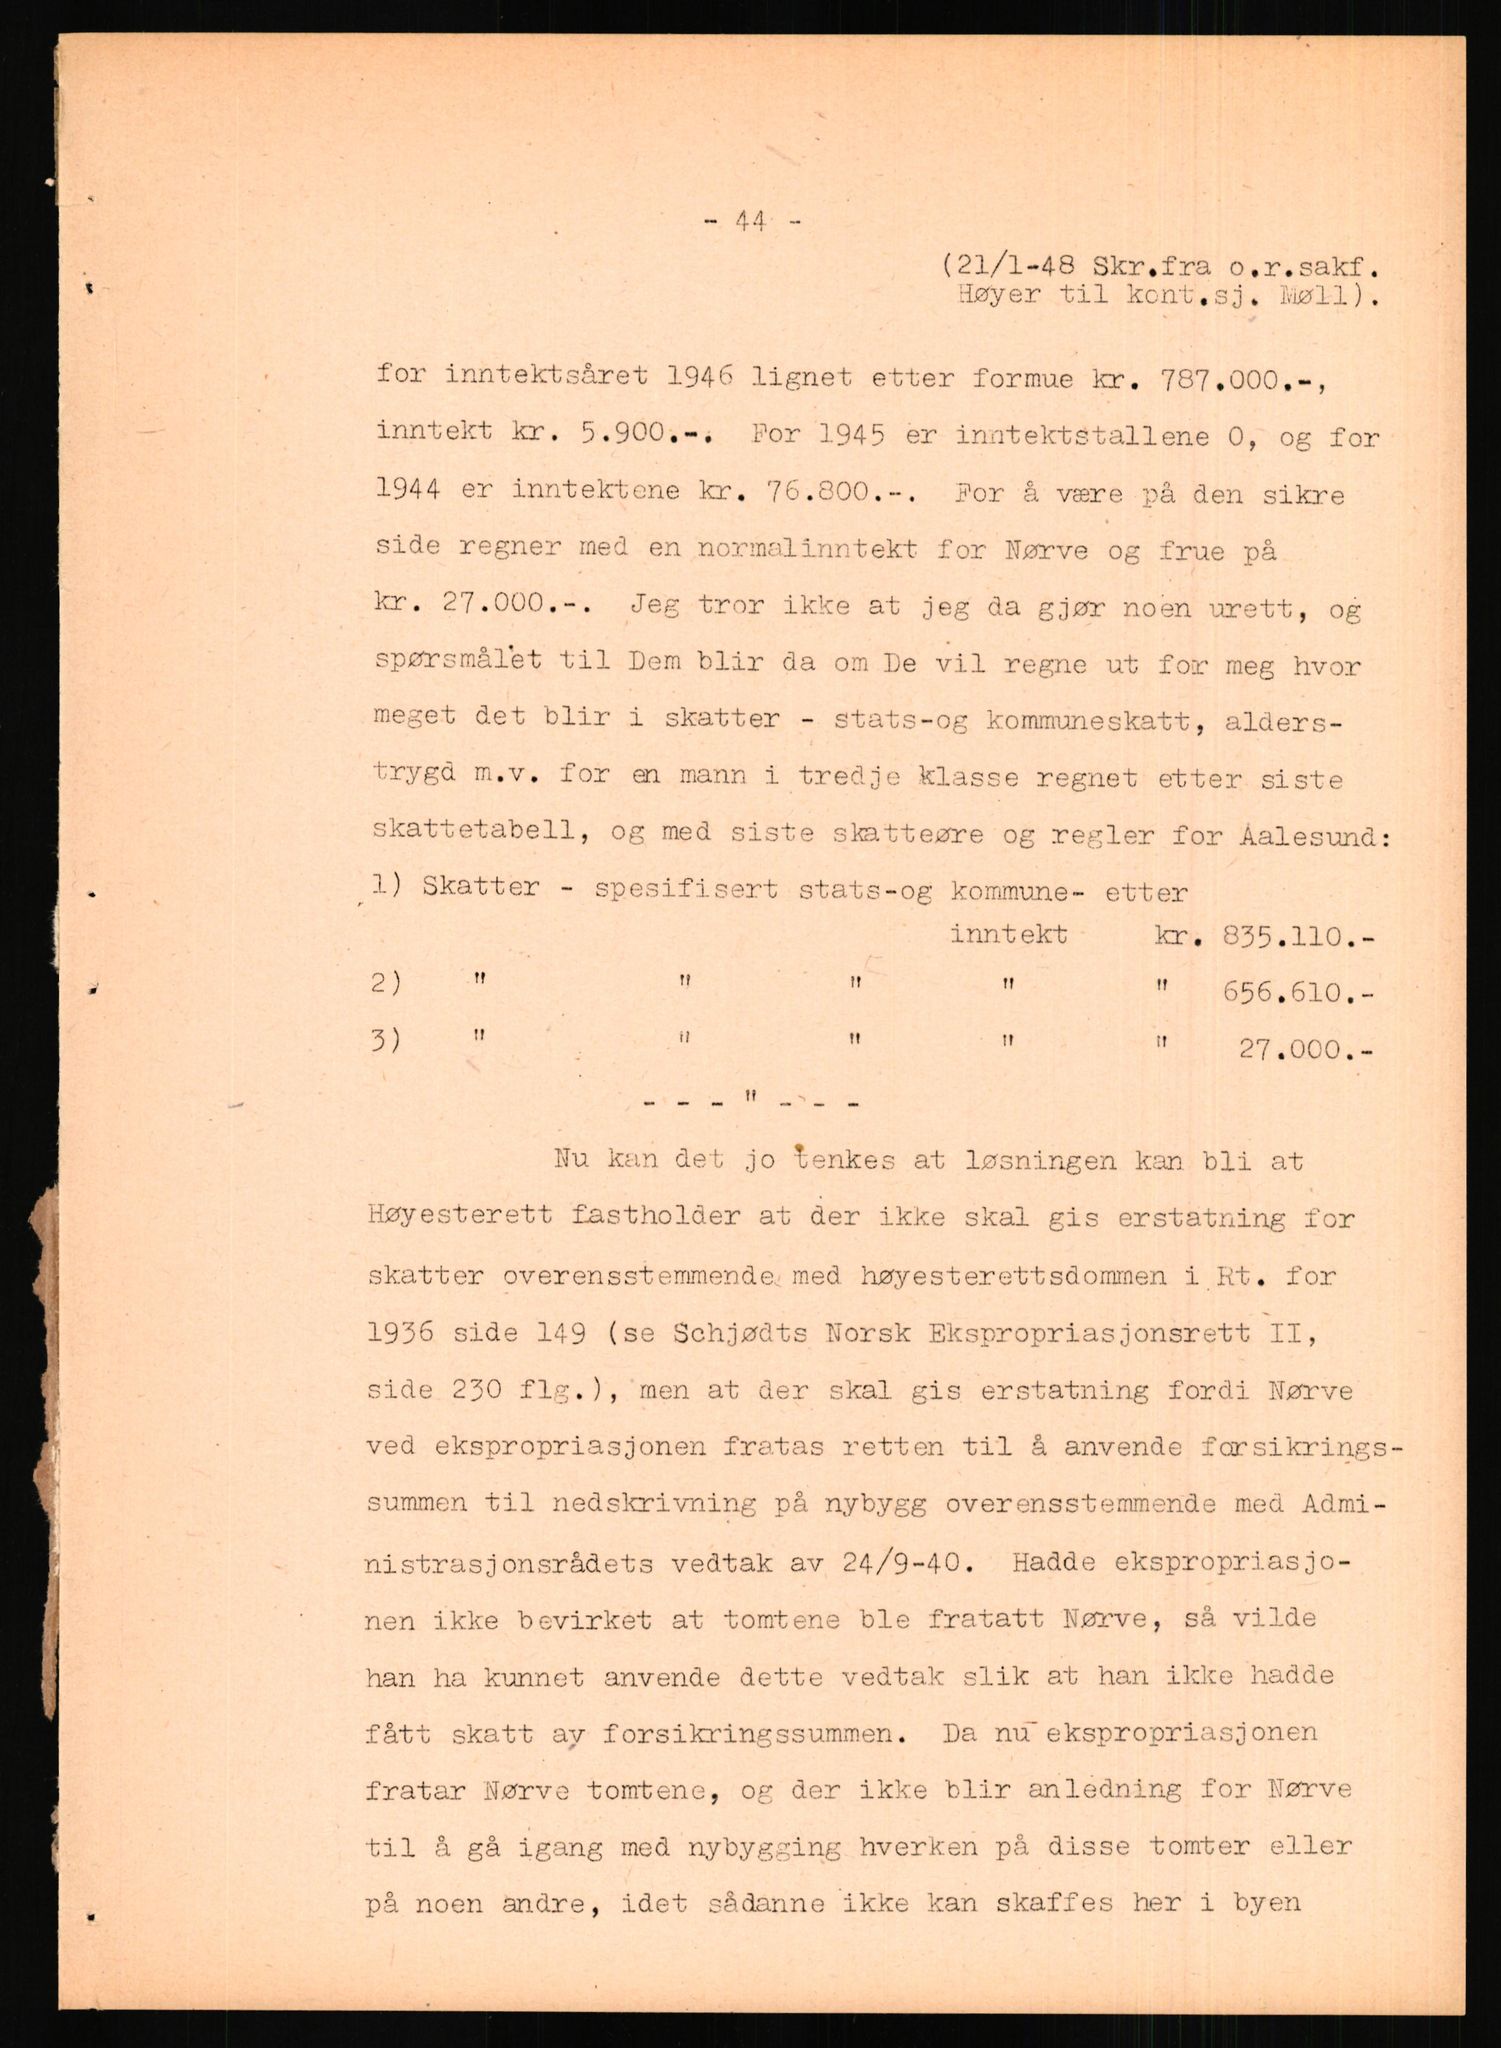 - 44 -
(21/1-48 Skr.fra o.r.sakf.
Høyer til kont.sj. Møll).
for inntektsåret 1946 lignet etter formue kr. 787.000.-,
inntekt kr. 5.900.-. For 1945 er inntektstallene 0, og for
1944 er inntektene kr. 76.800.-. For å være på den sikre
side regner med en normalinntekt for Nørve og frue på
kr. 27.000.-. Jeg tror ikke at jeg da gjør noen urett, og
spørsmålet til Dem blir da om De vil regne ut for meg hvor
meget det blir i skatter - stats-og kommuneskatt, alders-
trygd m.v. for en mann i tredje klasse regnet etter siste
skattetabell, og med siste skatteøre og regler for Aalesund:
1) Skatter - spesifisert stats-og kommune- etter
inntekt kr. 835.110.-
2) " " " " " 656.610.-
3) " " " " " 27.000.-
- - - " - - -
Nu kan det jo tenkes at løsningen kan bli at
Høyesterett fastholder at der ikke skal gis erstatning for
skatter overensstemmende med høyesterettsdommen i Rt. for
1936 side 149 (se Schjødts Norsk Ekspropriasjonsrett II,
side 230 flg.), men at der skal gis erstatning fordi Nørve
ved ekspropriasjonen fratas retten til å anvende forsikrings-
summen til nedskrivning på nybygg overensstemmende med Admi-
nistrasjonsrådets vedtak av 24/9-40. Hadde ekspropriasjo-
nen ikke bevirket at tomtene ble fratatt Nørve, så vilde
han ha kunnet anvende dette vedtak slik at han ikke hadde
fått skatt av forsikringssummen. Da nu ekspropriasjonen
fratar Nørve tomtene, og der ikke blir anledning for Nørve
til å gå igang med nybygging hverken på disse tomter eller
på noen andre, idet sådanne ikke kan skaffes her i byen